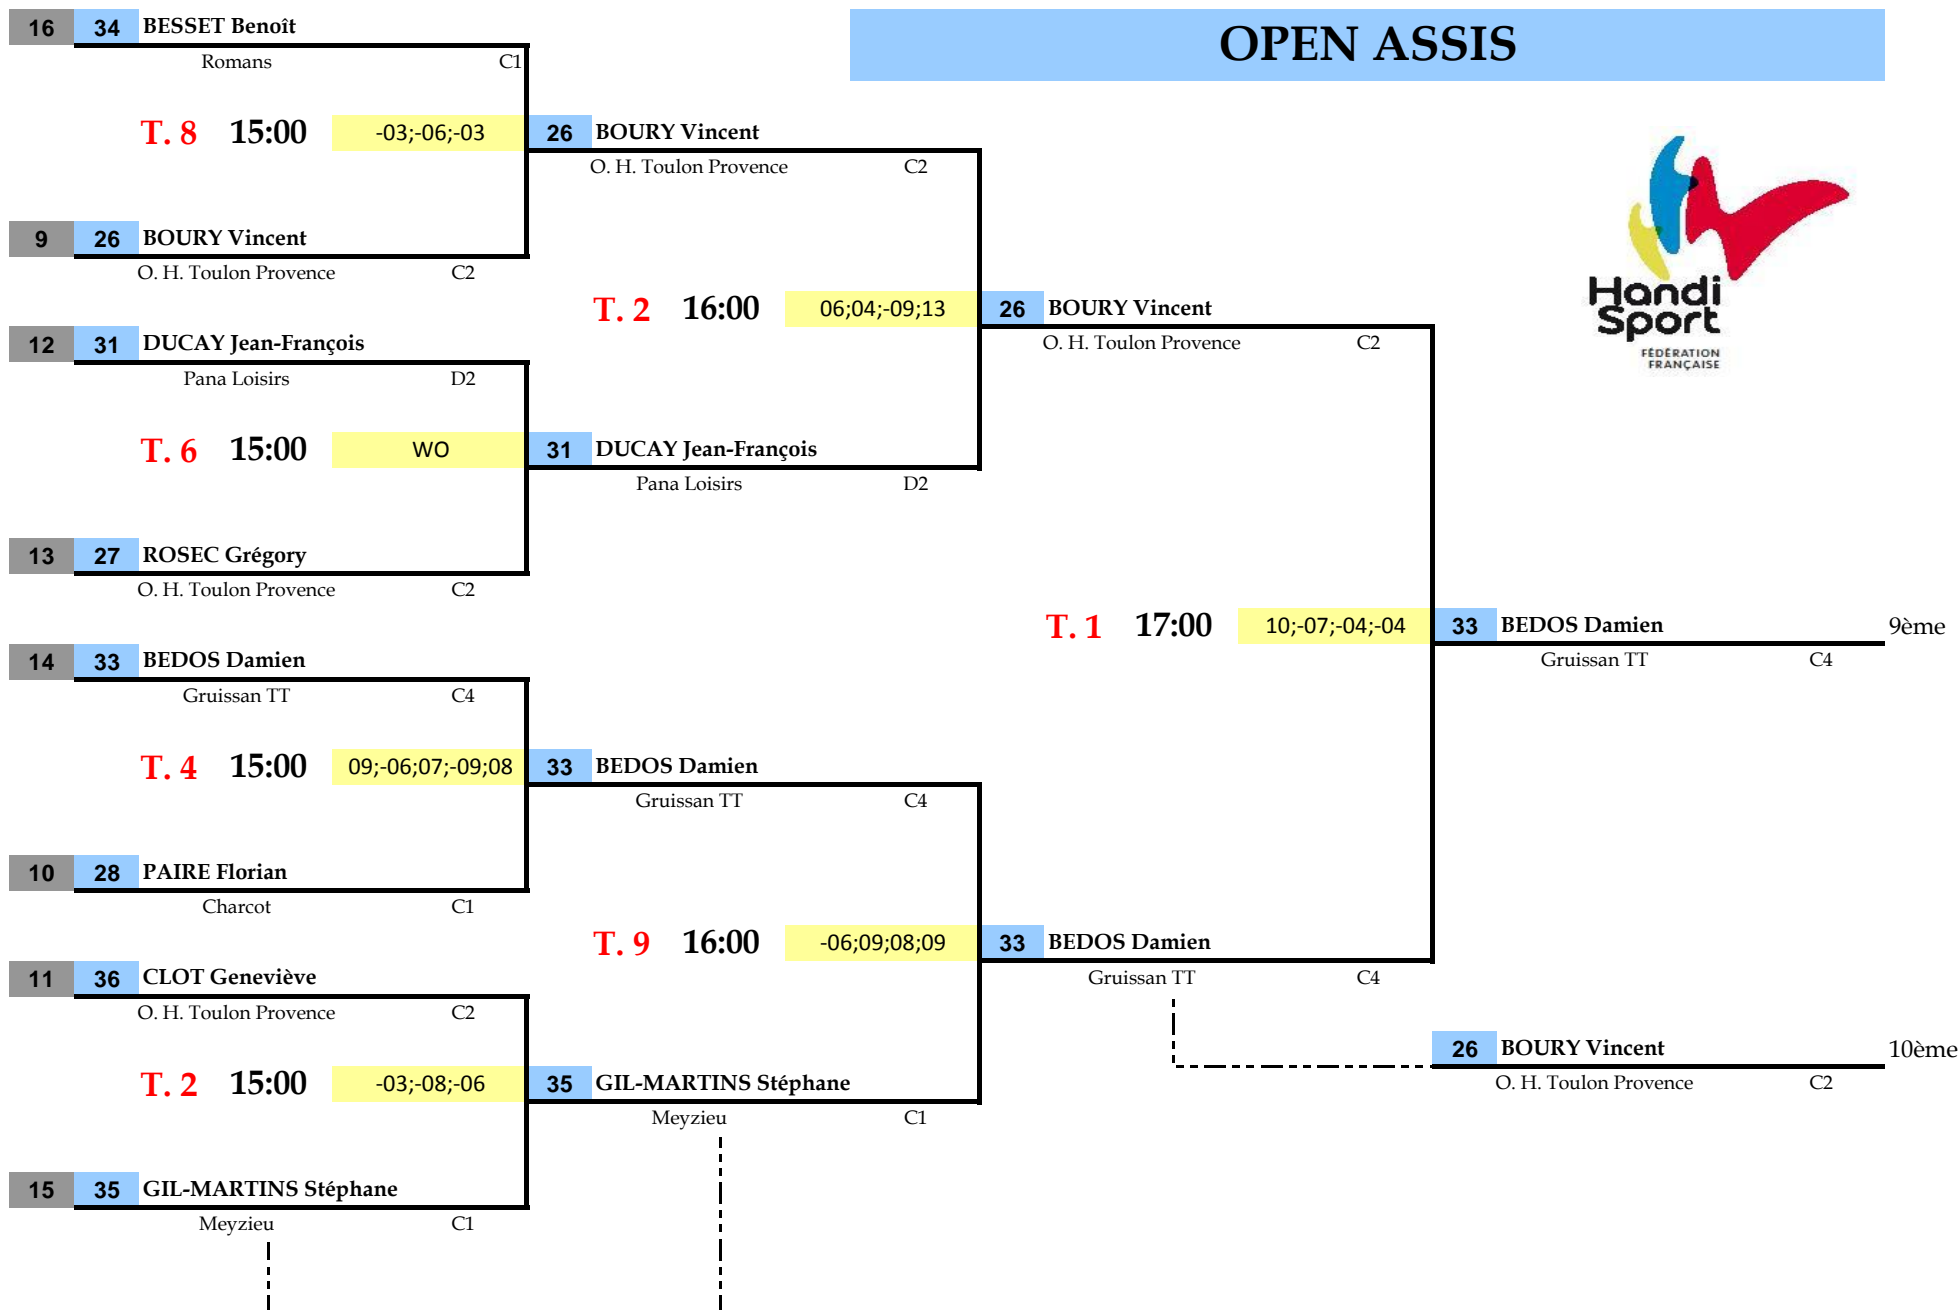 OPEN ASSIS
16 34 BESSET Benoît
Romans C1
T. 8 15:00 -03;-06;-03 26 BOURY Vincent
O. H. Toulon Provence C2
9 26 BOURY Vincent
O. H. Toulon Provence C2
T. 2 16:00 06;04;-09;13 26 BOURY Vincent
O. H. Toulon Provence C2
Handi
Sport
FÉDÉRATION
FRANÇAISE
12 31 DUCAY Jean-François
Pana Loisirs D2
T. 6 15:00 WO 31 DUCAY Jean-François
Pana Loisirs D2
13 27 ROSEC Grégory
O. H. Toulon Provence C2
T. 1 17:00 10;-07;-04;-04 33 BEDOS Damien 9ème
Gruissan TT C4
14 33 BEDOS Damien
Gruissan TT C4
T. 4 15:00 09;-06;07;-09;08 33 BEDOS Damien
Gruissan TT C4
10 28 PAIRE Florian
Charcot C1
T. 9 16:00 -06;09;08;09 33 BEDOS Damien
Gruissan TT C4
11 36 CLOT Geneviève
O. H. Toulon Provence C2
26 BOURY Vincent 10ème
O. H. Toulon Provence C2
T. 2 15:00 -03;-08;-06 35 GIL-MARTINS Stéphane
Meyzieu C1
15 35 GIL-MARTINS Stéphane
Meyzieu C1